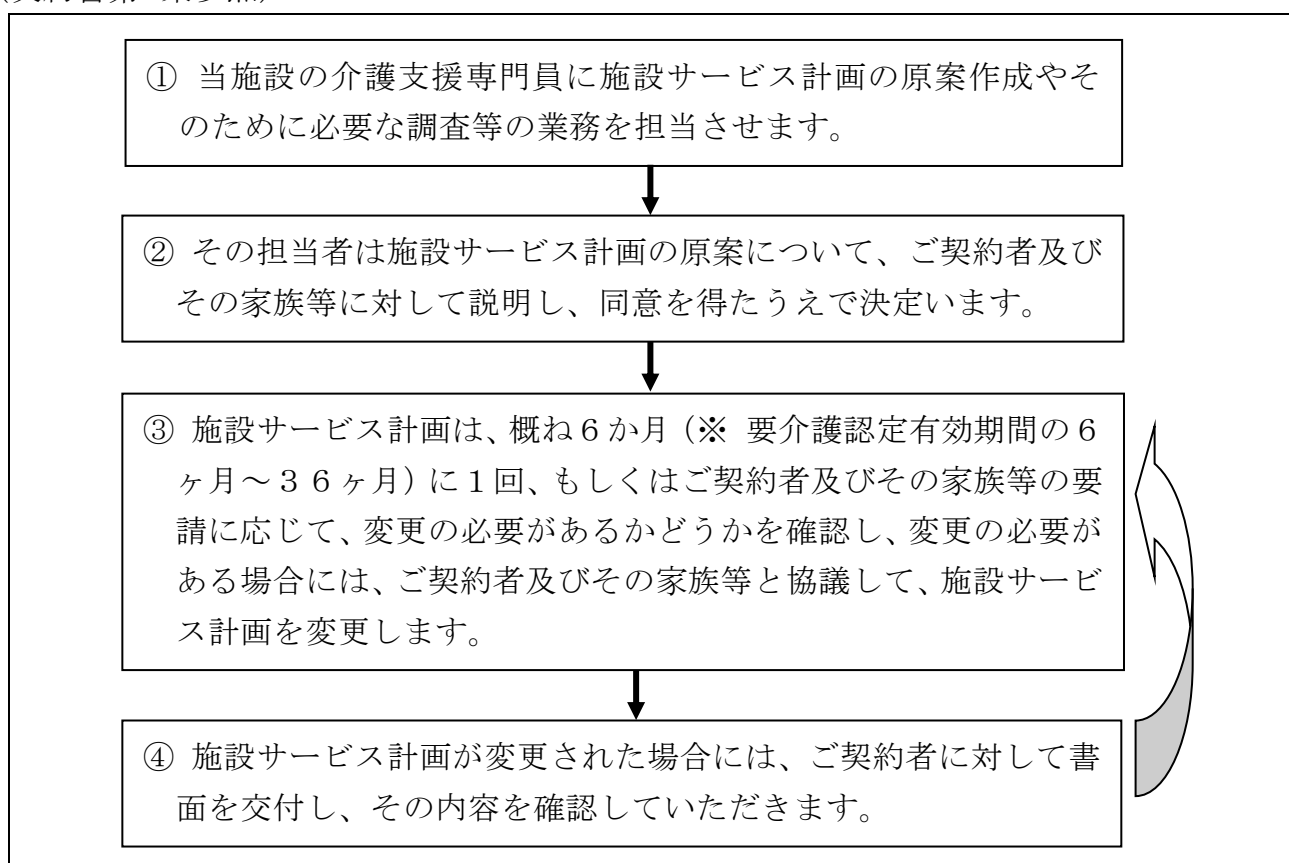 ① 当施設の介護支援専門員に施設サービス計画の原案作成やそ
のために必要な調査等の業務を担当させます。
② その担当者は施設サービス計画の原案について、ご契約者及び
その家族等に対して説明し、同意を得たうえで決定います。
③ 施設サービス計画は、概ね6か月（※ 要介護認定有効期間の６
ヶ月～３６ヶ月）に１回、もしくはご契約者及びその家族等の要
請に応じて、変更の必要があるかどうかを確認し、変更の必要が
ある場合には、ご契約者及びその家族等と協議して、施設サービ
ス計画を変更します。
④ 施設サービス計画が変更された場合には、ご契約者に対して書
面を交付し、その内容を確認していただきます。